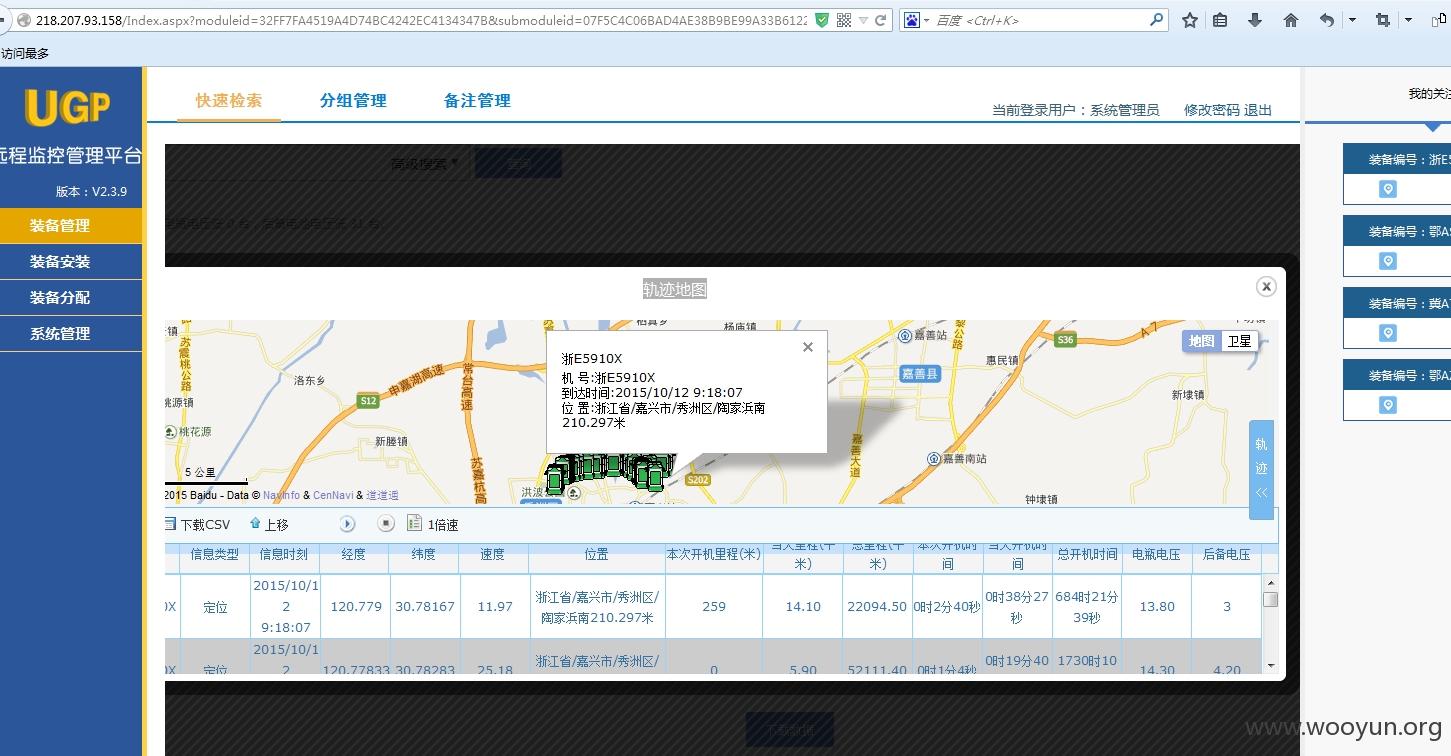 218.207.93.158/Index.aspx?moduleid=32FF7FA4519A4D74BC4242EC4134347B&submoduleid=07F5C4C06BAD4AE38B9BE99A33B6122
百度 <Ctrl+K>
访问最多
UGP
远程监控管理平台
版本：V2.3.9
装备管理
装备安装
装备分配
系统管理
快速检索 分组管理 备注管理
当前登录用户：系统管理员 修改密码 退出
我的关注
高级搜索
轨迹地图
浙E5910X
机 号:浙E5910X
到达时间:2015/10/12 9:18:07
位 置:浙江省/嘉兴市/秀洲区/陶家浜南
210.297米
地图 卫星
苏震桃公路
洛东乡
申嘉湖高速
常台高速
S12
桃源镇
桃花源
新塍镇
苏嘉杭高
杨庙镇
嘉善站
嘉善县
S36
A7
惠民镇
新埭镇
嘉善大道
嘉善南站
钟埭镇
S202
洪波
5 公里
2015 Baidu - Data © NavInfo & CenNavi & 道道通
轨迹
下载CSV 上移 1倍速
信息类型 信息时刻 经度 纬度 速度 位置 本次开机里程(米) 当天里程(千米) 总里程(千米) 本次开机时间 当天开机时间 总开机时间 电瓶电压 后备电压
0X 定位 2015/10/12 9:18:07 120.779 30.78167 11.97 浙江省/嘉兴市/秀洲区/陶家浜南210.297米 259 14.10 22094.50 0时2分40秒 0时38分27秒 684时21分39秒 13.80 3
0X 定位 2015/10/12 120.77833 30.78283 25.18 浙江省/嘉兴市/秀洲区/ 0 5.90 52111.40 0时1分4秒 0时19分40 1730时10 14.30 4.20
下载数据
装备编号：浙E5
装备编号：鄂AS
装备编号：冀A
装备编号：鄂AZ
www.wooyun.org